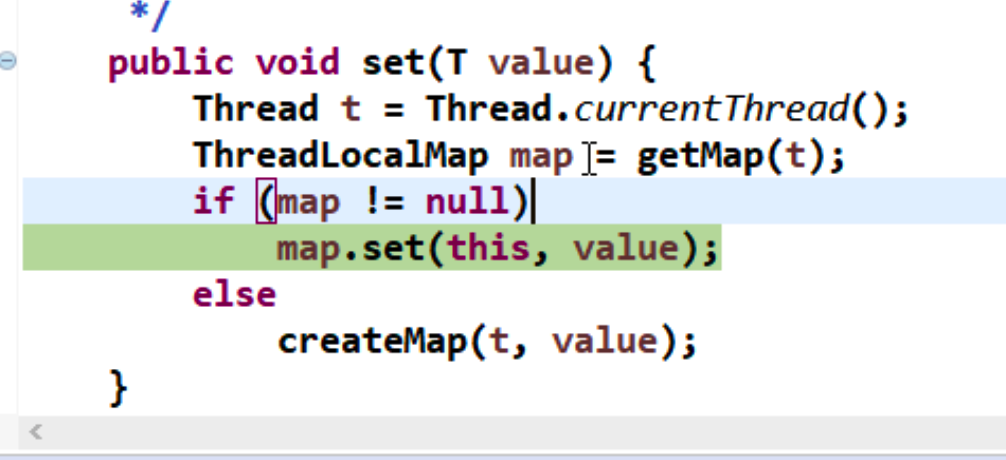 */
public void set(T value) {
Thread t = Thread.currentThread();
ThreadLocalMap map = getMap(t);
if (map != null)
map.set(this, value);
else
createMap(t, value);
}